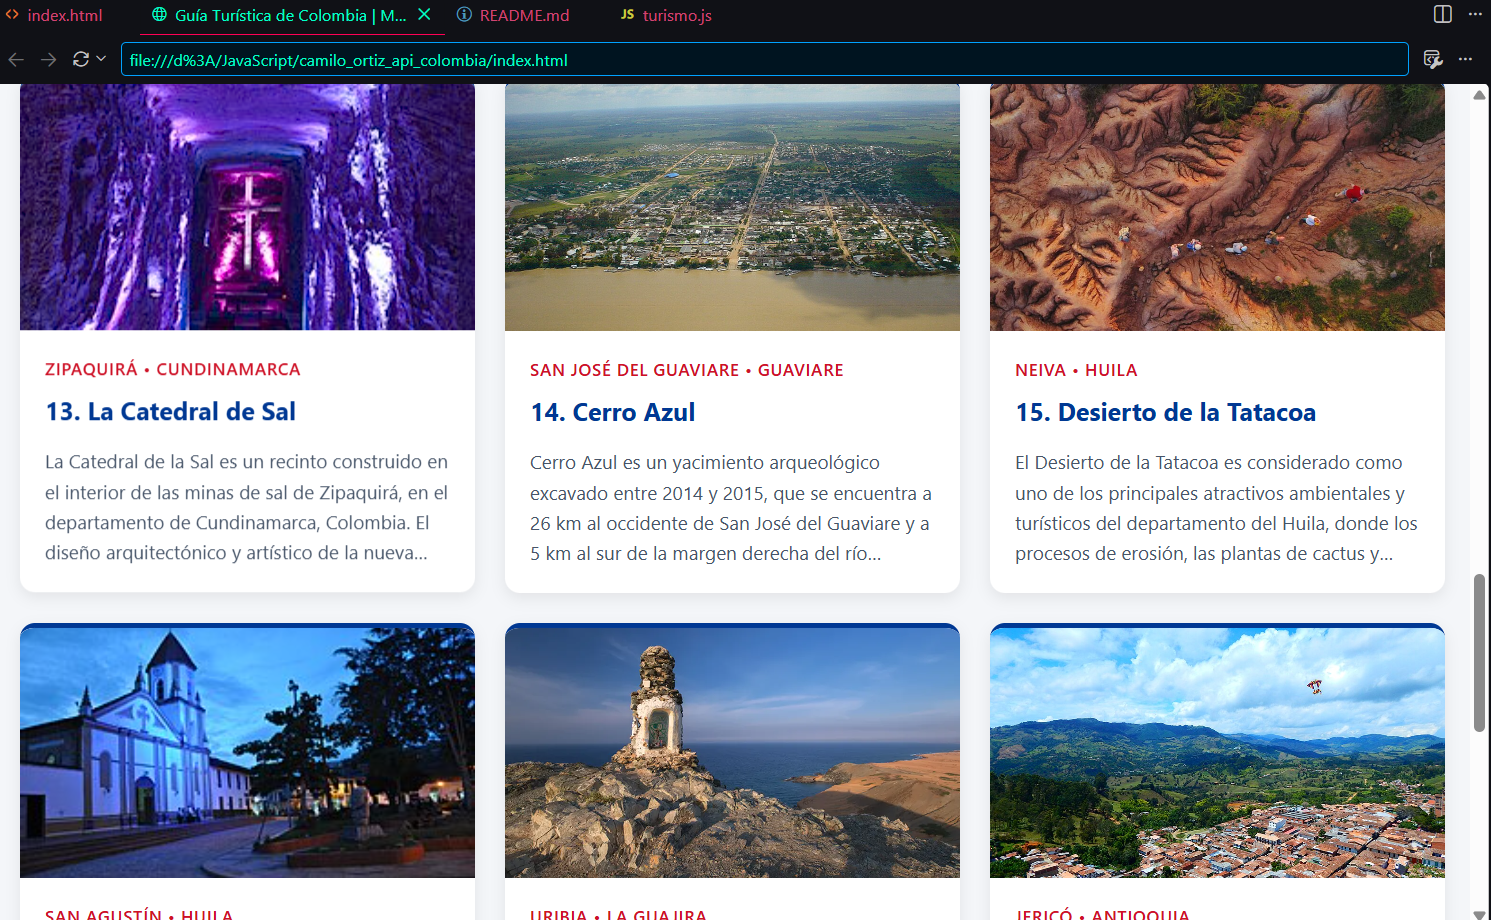 index.html
Guía Turística de Colombia | M...
README.md
JS turismo.js
file:///d%3A/JavaScript/camilo_ortiz_api_colombia/index.html
ZIPAQUIRÁ • CUNDINAMARCA
13. La Catedral de Sal
La Catedral de la Sal es un recinto construido en
el interior de las minas de sal de Zipaquirá, en el
departamento de Cundinamarca, Colombia. El
diseño arquitectónico y artístico de la nueva...
SAN JOSÉ DEL GUAVIARE • GUAVIARE
14. Cerro Azul
Cerro Azul es un yacimiento arqueológico
excavado entre 2014 y 2015, que se encuentra a
26 km al occidente de San José del Guaviare y a
5 km al sur de la margen derecha del río...
NEIVA • HUILA
15. Desierto de la Tatacoa
El Desierto de la Tatacoa es considerado como
uno de los principales atractivos ambientales y
turísticos del departamento del Huila, donde los
procesos de erosión, las plantas de cactus y...
SAN AGUSTÍN • HUILA
URIBIA • LA GUAJIRA
JERICÓ • ANTIOQUIA